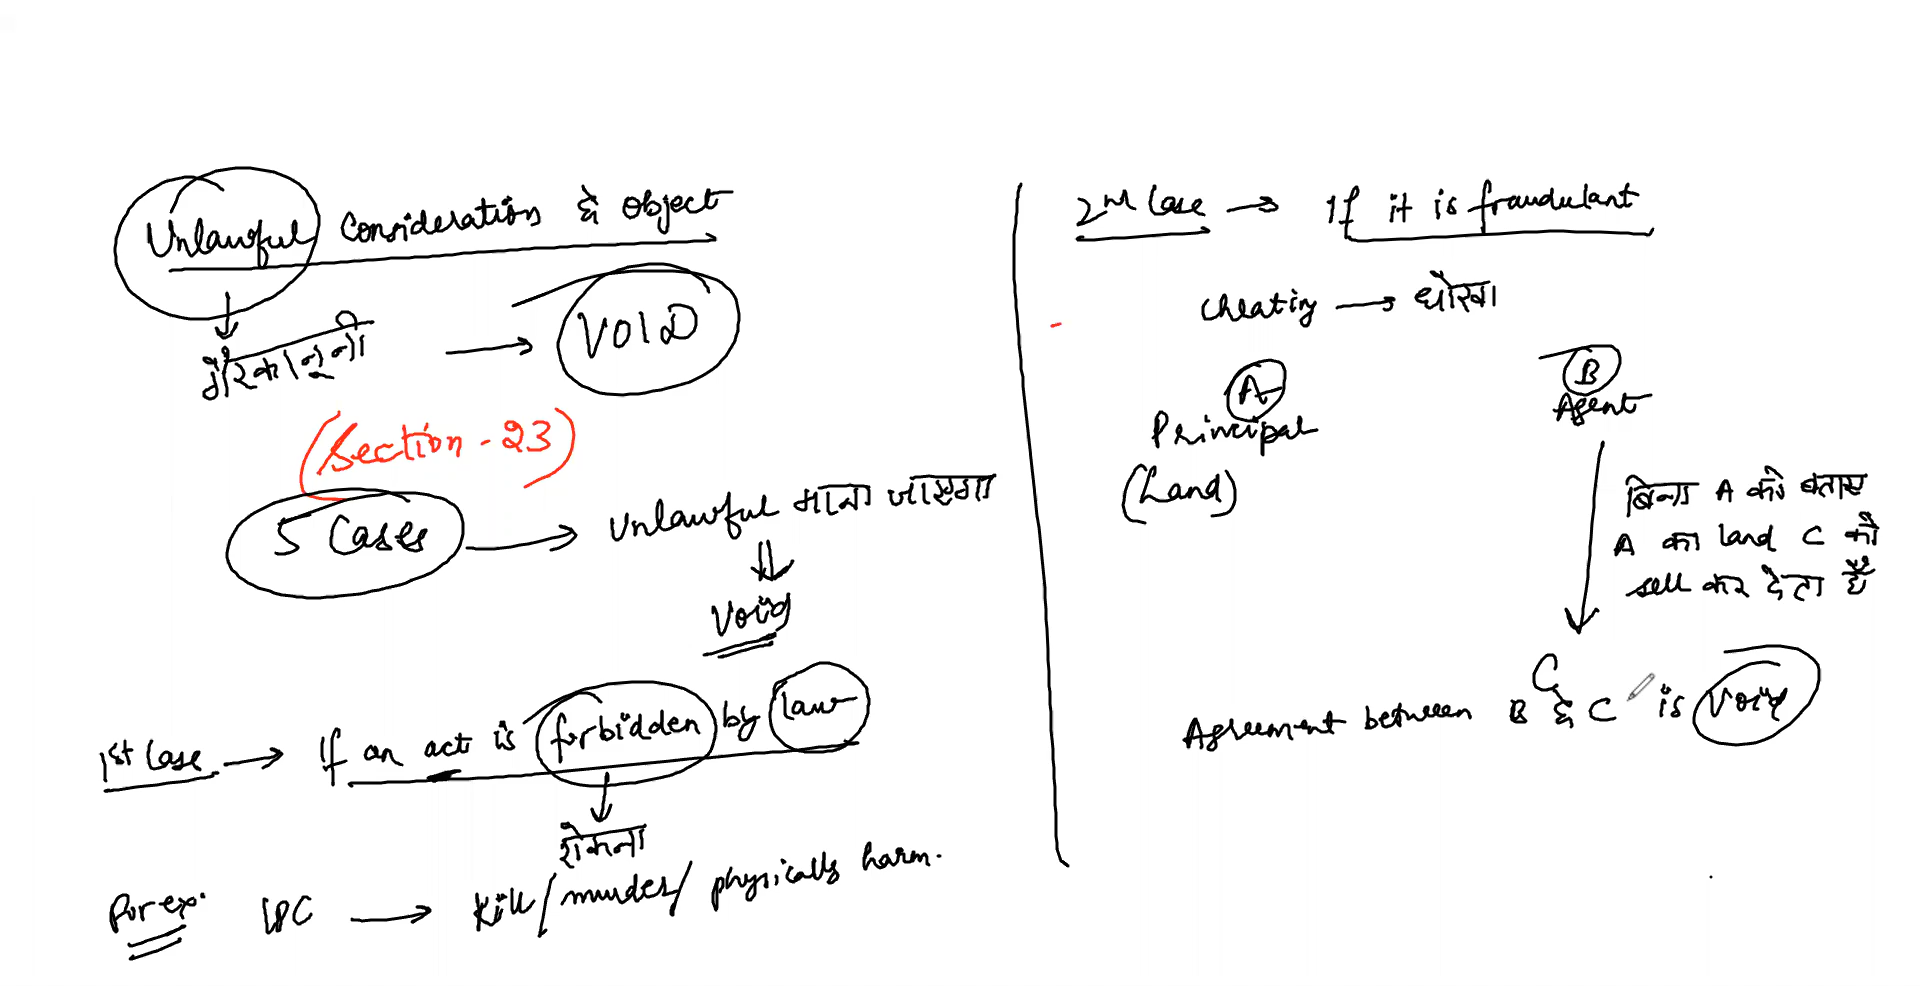 Unlawful Consideration & Object
गैरकानूनी → VOID
(Section - 23)
5 Cases → Unlawful माना जाएगा
Void
1st Case → If an act is forbidden by law
रोकना
For ex. IPC → Kill/murder/physically harm.
2nd Case → If it is fraudulant
Cheating → धोखा
A B
Principal Agent
(Land)
बिना A को बताए
A का land C को
sell कर देता है
C
Agreement between B & C is Void